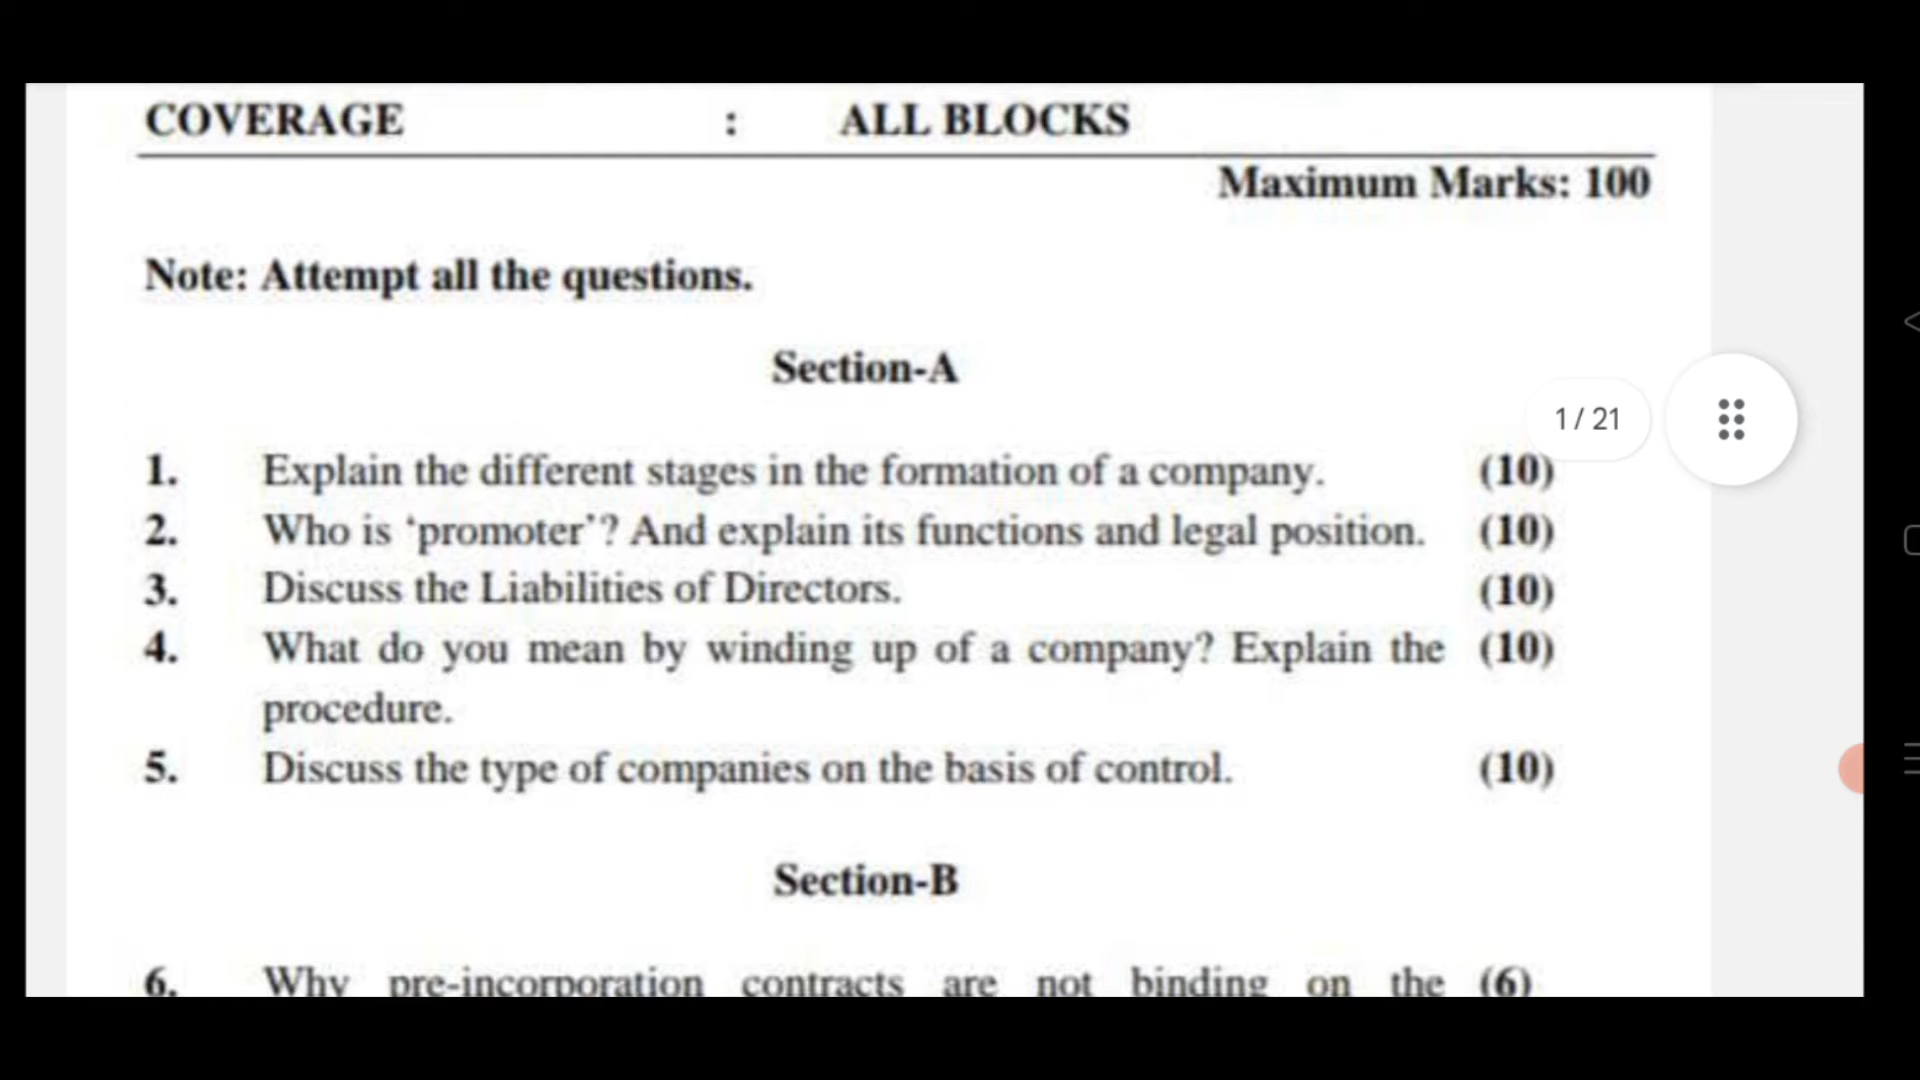 COVERAGE : ALL BLOCKS
Maximum Marks: 100
Note: Attempt all the questions.
Section-A
1 / 21
1. Explain the different stages in the formation of a company. (10)
2. Who is ‘promoter’? And explain its functions and legal position. (10)
3. Discuss the Liabilities of Directors. (10)
4. What do you mean by winding up of a company? Explain the (10)
procedure.
5. Discuss the type of companies on the basis of control. (10)
Section-B
6. Why pre-incorporation contracts are not binding on the (6)